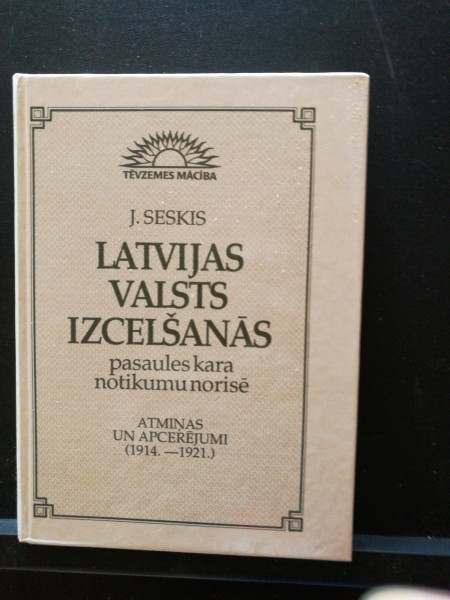 TĒVZEMES MĀCĪBA
J. SESKIS
LATVIJAS
VALSTS
IZCELŠANĀS
pasaules kara
notikumu norisē
ATMIŅAS
UN APCERĒJUMI
(1914. —1921.)